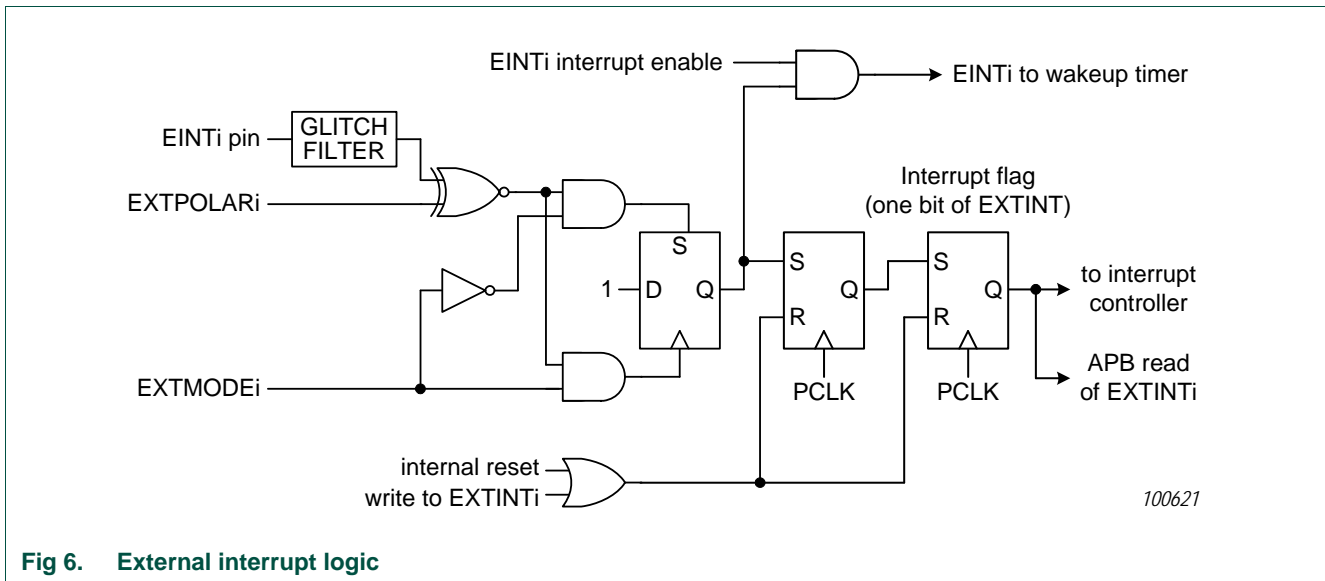 EINTi interrupt enable
EINTi to wakeup timer
EINTi pin
GLITCH
FILTER
EXTPOLARi
Interrupt flag
(one bit of EXTINT)
S
1
D
Q
S
Q
R
S
Q
R
to interrupt
controller
EXTMODEi
PCLK
PCLK
APB read
of EXTINTi
internal reset
write to EXTINTi
100621
Fig 6. External interrupt logic